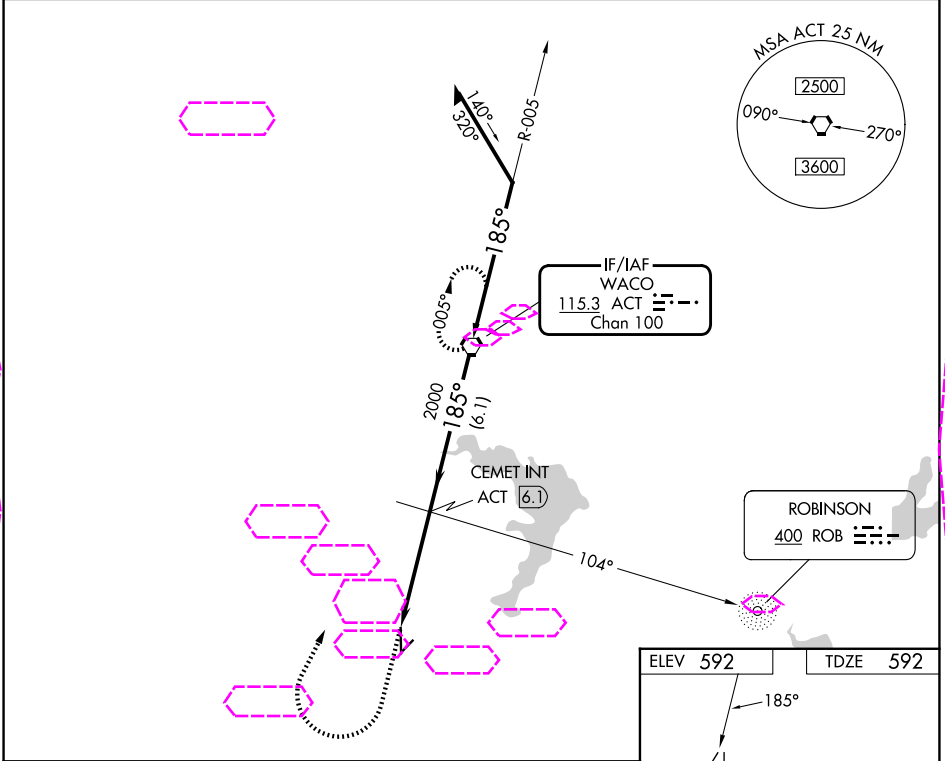 MSA ACT 25 NM
2500
090°
270°
3600
140°
320°
R-005
185°
005°
IF/IAF
WACO
115.3 ACT
Chan 100
2000
185°
(6.1)
CEMET INT
ACT 6.1
104°
ROBINSON
400 ROB
ELEV 592
TDZE 592
185°